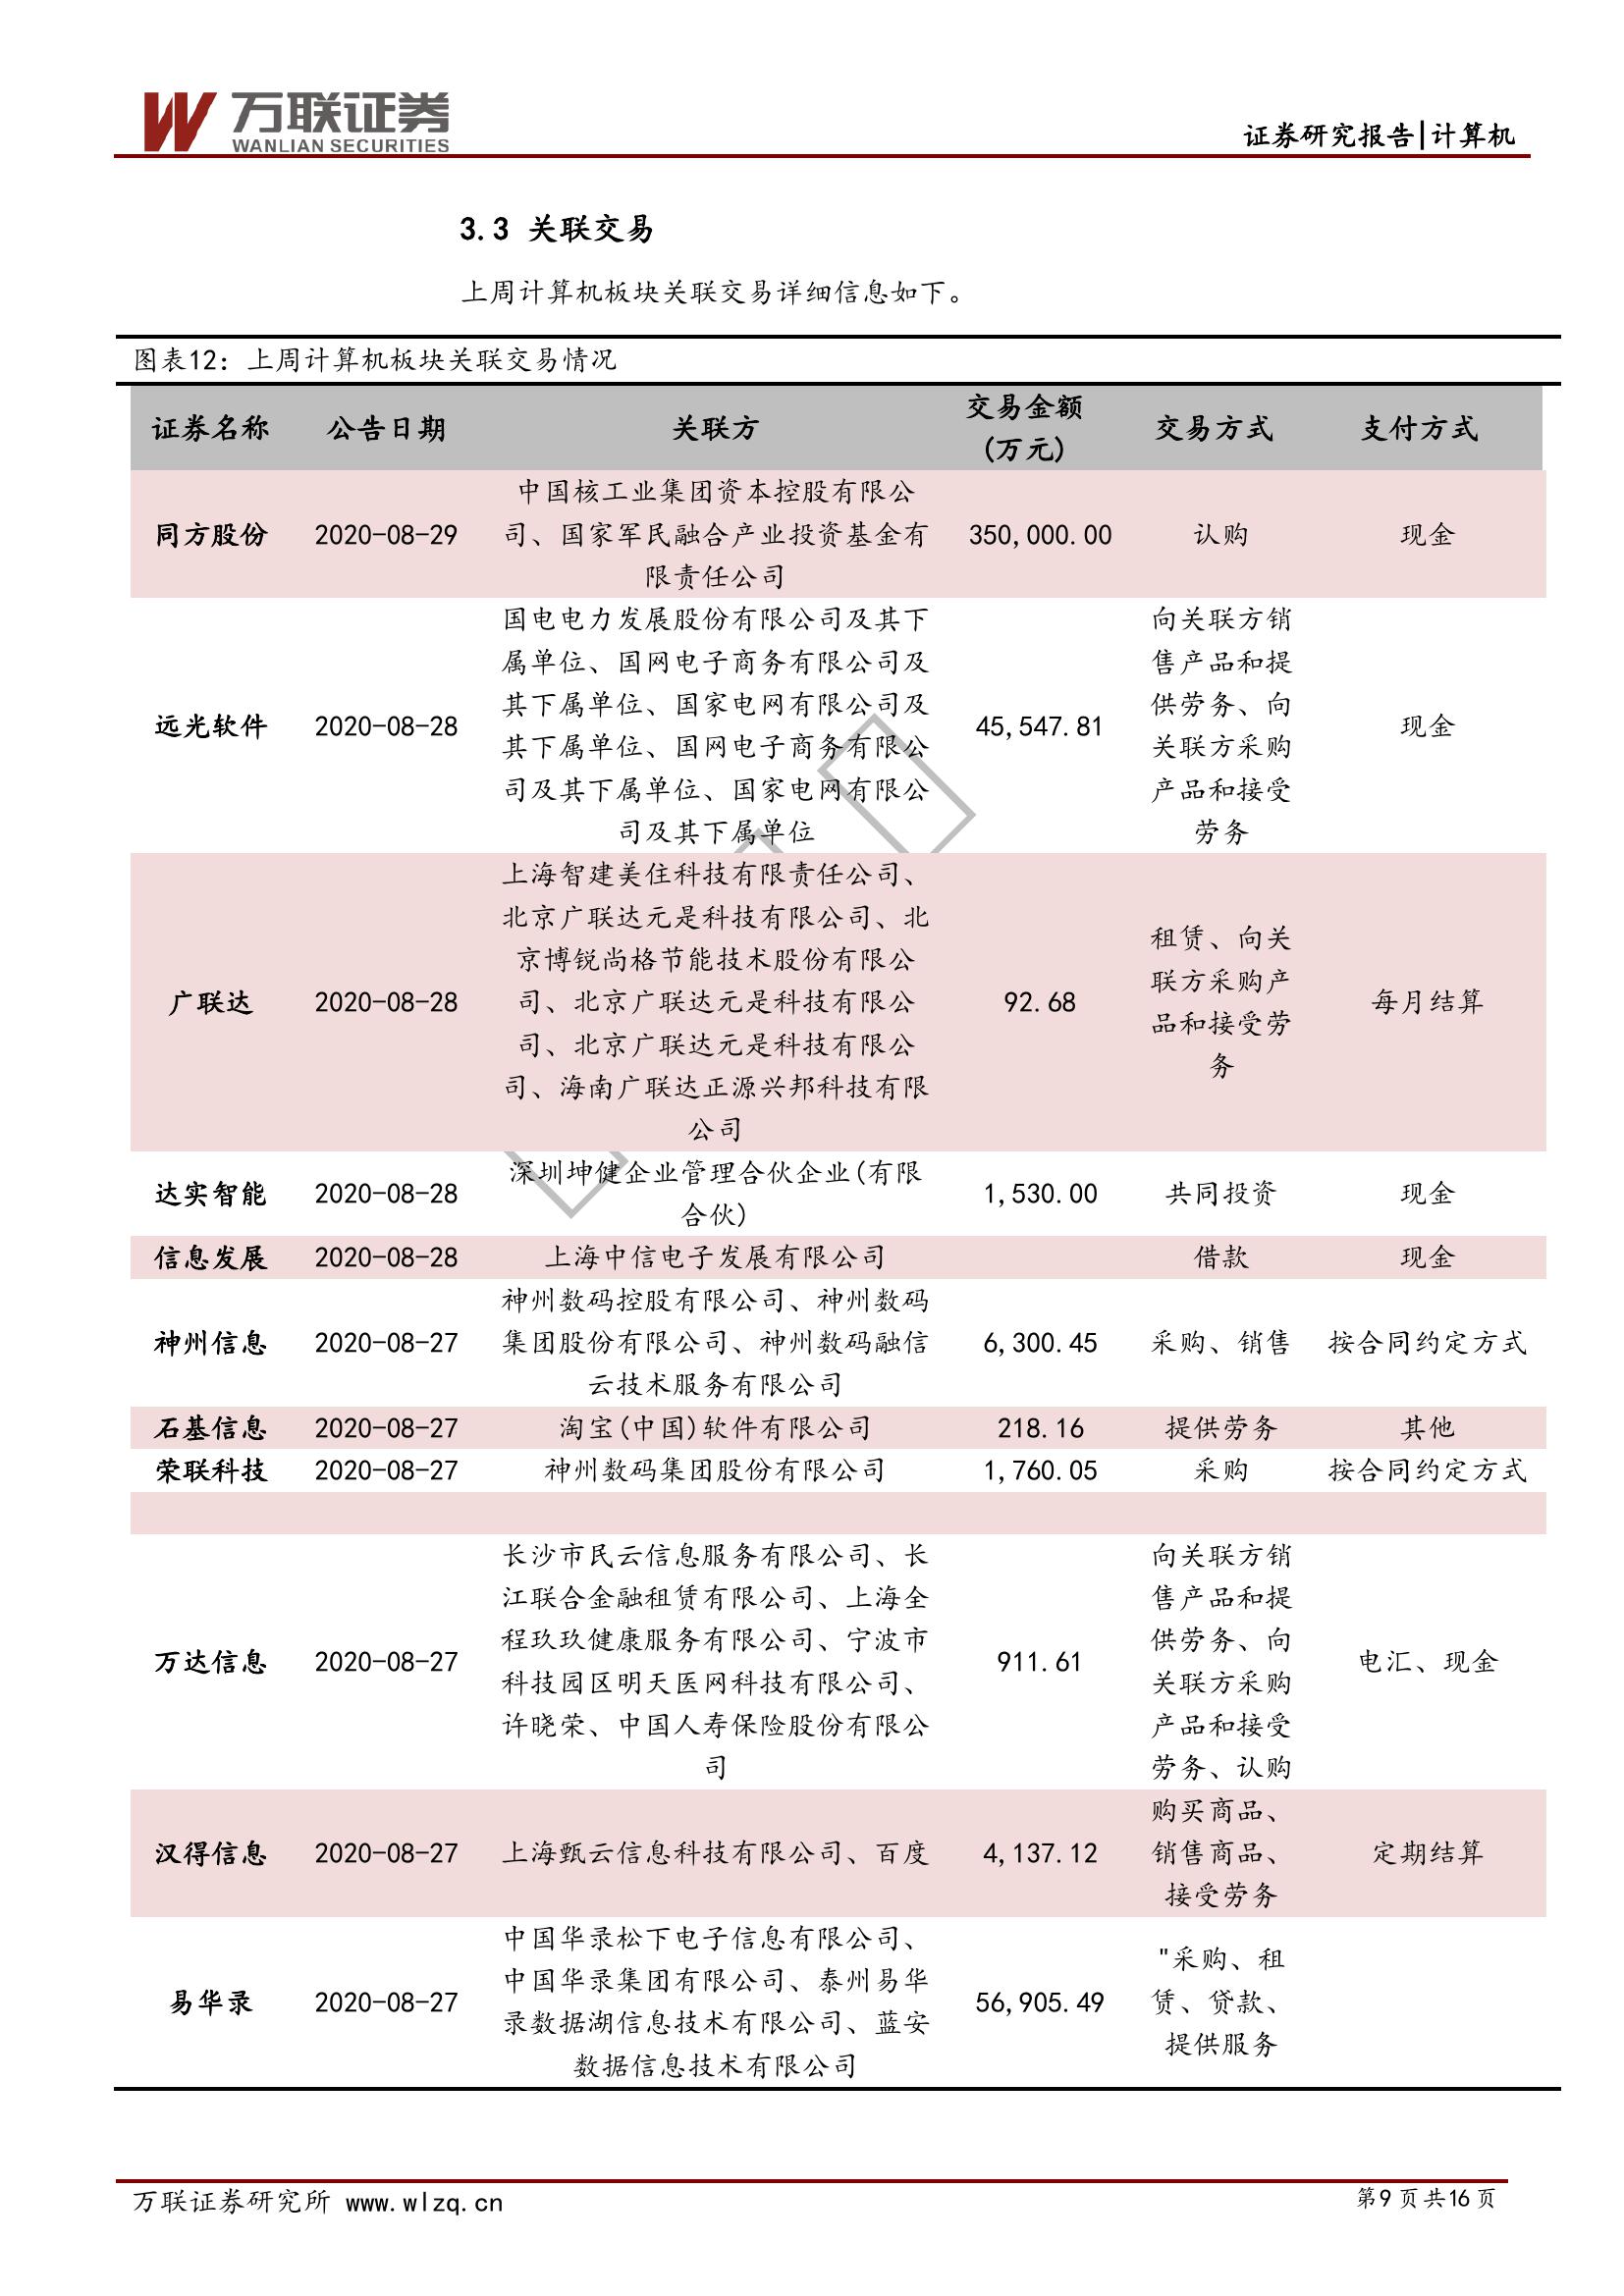 万联证券
WANLIAN SECURITIES
证券研究报告|计算机
3.3 关联交易
上周计算机板块关联交易详细信息如下。
图表12：上周计算机板块关联交易情况
证券名称 公告日期 关联方 交易金额(万元) 交易方式 支付方式
中国核工业集团资本控股有限公
同方股份 2020-08-29 司、国家军民融合产业投资基金有 350,000.00 认购 现金
限责任公司
国电电力发展股份有限公司及其下 向关联方销
属单位、国网电子商务有限公司及 售产品和提
其下属单位、国家电网有限公司及 供劳务、向
远光软件 2020-08-28 45,547.81 现金
其下属单位、国网电子商务有限公 关联方采购
司及其下属单位、国家电网有限公 产品和接受
司及其下属单位 劳务
上海智建美住科技有限责任公司、
北京广联达元是科技有限公司、北 租赁、向关
京博锐尚格节能技术股份有限公 联方采购产
广联达 2020-08-28 司、北京广联达元是科技有限公 92.68 品和接受劳 每月结算
司、北京广联达元是科技有限公 务
司、海南广联达正源兴邦科技有限
公司
深圳坤健企业管理合伙企业(有限
达实智能 2020-08-28 1,530.00 共同投资 现金
合伙)
信息发展 2020-08-28 上海中信电子发展有限公司 借款 现金
神州数码控股有限公司、神州数码
神州信息 2020-08-27 集团股份有限公司、神州数码融信 6,300.45 采购、销售 按合同约定方式
云技术服务有限公司
石基信息 2020-08-27 淘宝(中国)软件有限公司 218.16 提供劳务 其他
荣联科技 2020-08-27 神州数码集团股份有限公司 1,760.05 采购 按合同约定方式
长沙市民云信息服务有限公司、长 向关联方销
江联合金融租赁有限公司、上海全 售产品和提
程玖玖健康服务有限公司、宁波市 供劳务、向
万达信息 2020-08-27 911.61 电汇、现金
科技园区明天医网科技有限公司、 关联方采购
许晓荣、中国人寿保险股份有限公 产品和接受
司 劳务、认购
购买商品、
汉得信息 2020-08-27 上海甄云信息科技有限公司、百度 4,137.12 销售商品、 定期结算
接受劳务
中国华录松下电子信息有限公司、 "采购、租
中国华录集团有限公司、泰州易华 赁、贷款、
易华录 2020-08-27 56,905.49
录数据湖信息技术有限公司、蓝安 提供服务
数据信息技术有限公司
万联证券研究所 www.wlzq.cn 第9页共16页